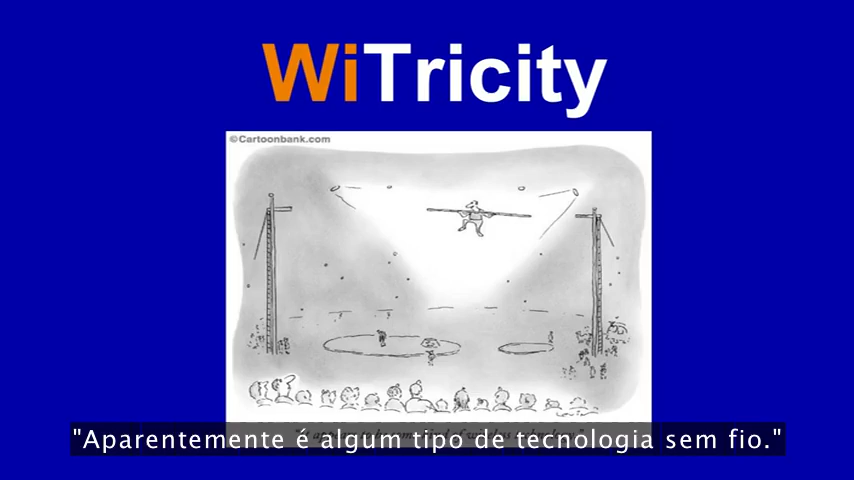 WiTricity
©Cartoonbank.com
"Aparentemente é algum tipo de tecnologia sem fio."